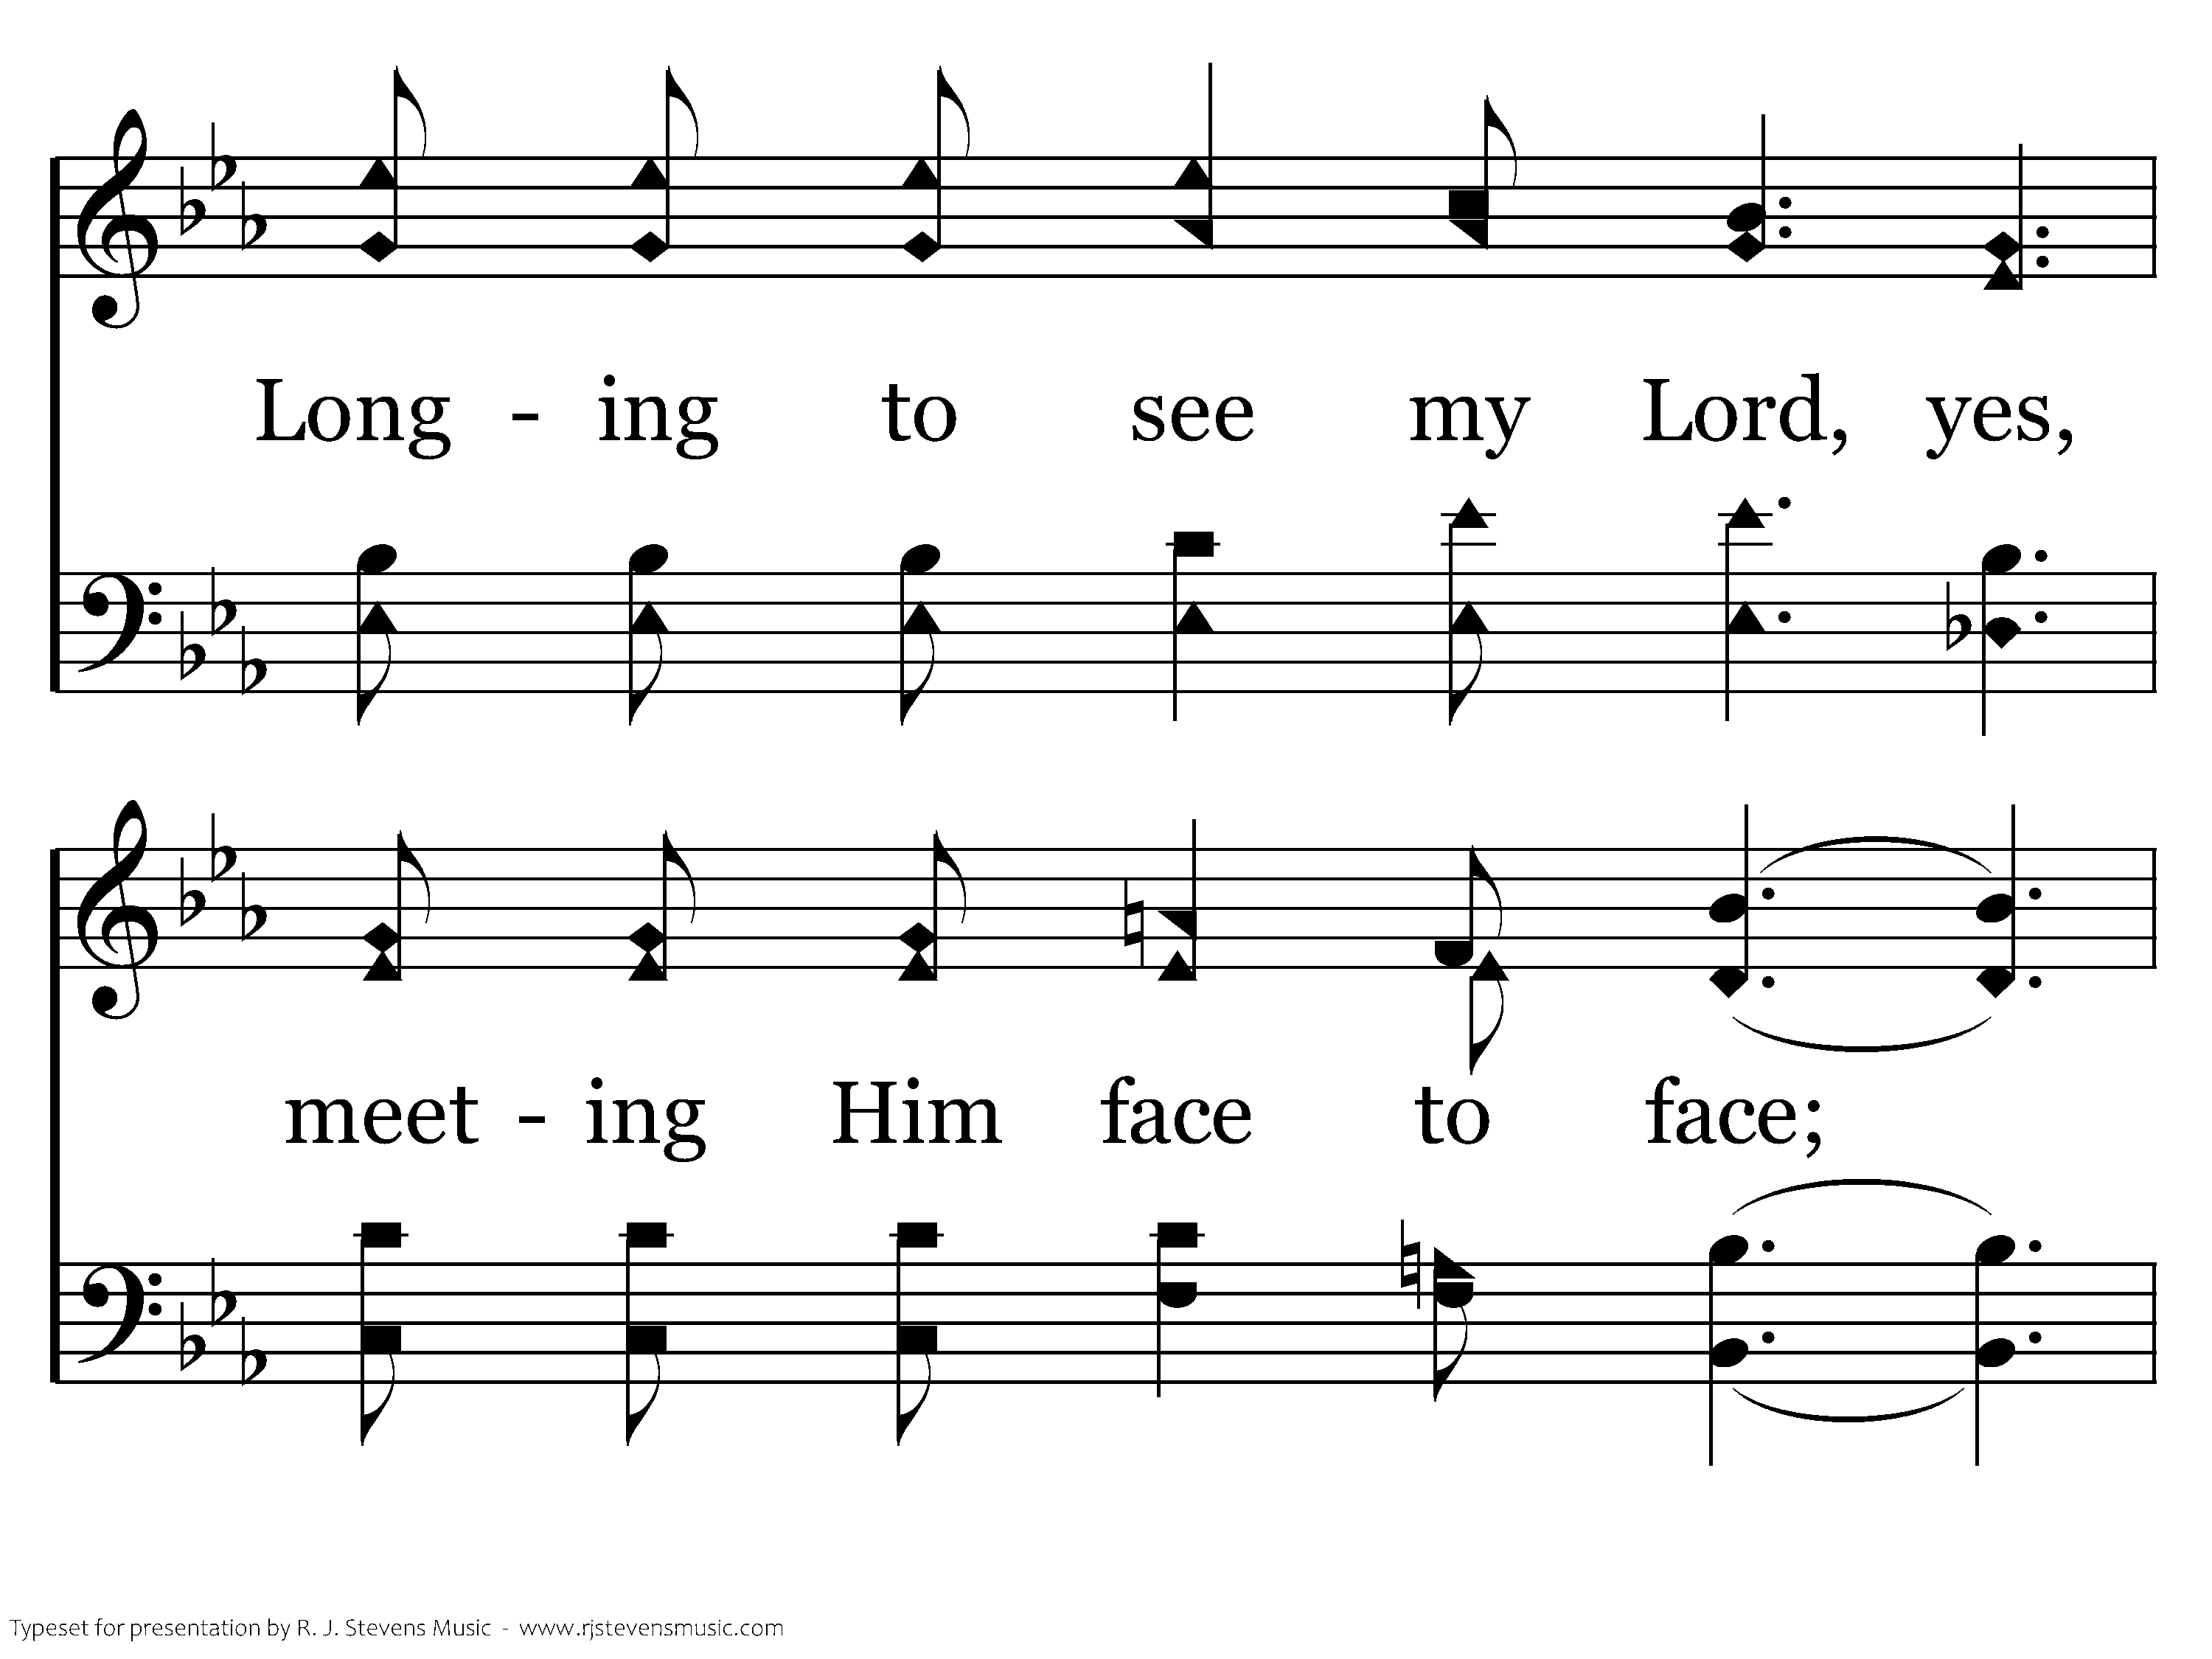 Long - ing to see my Lord, yes,
meet - ing Him face to face;
Typeset for presentation by R. J. Stevens Music - www.rjstevensmusic.com